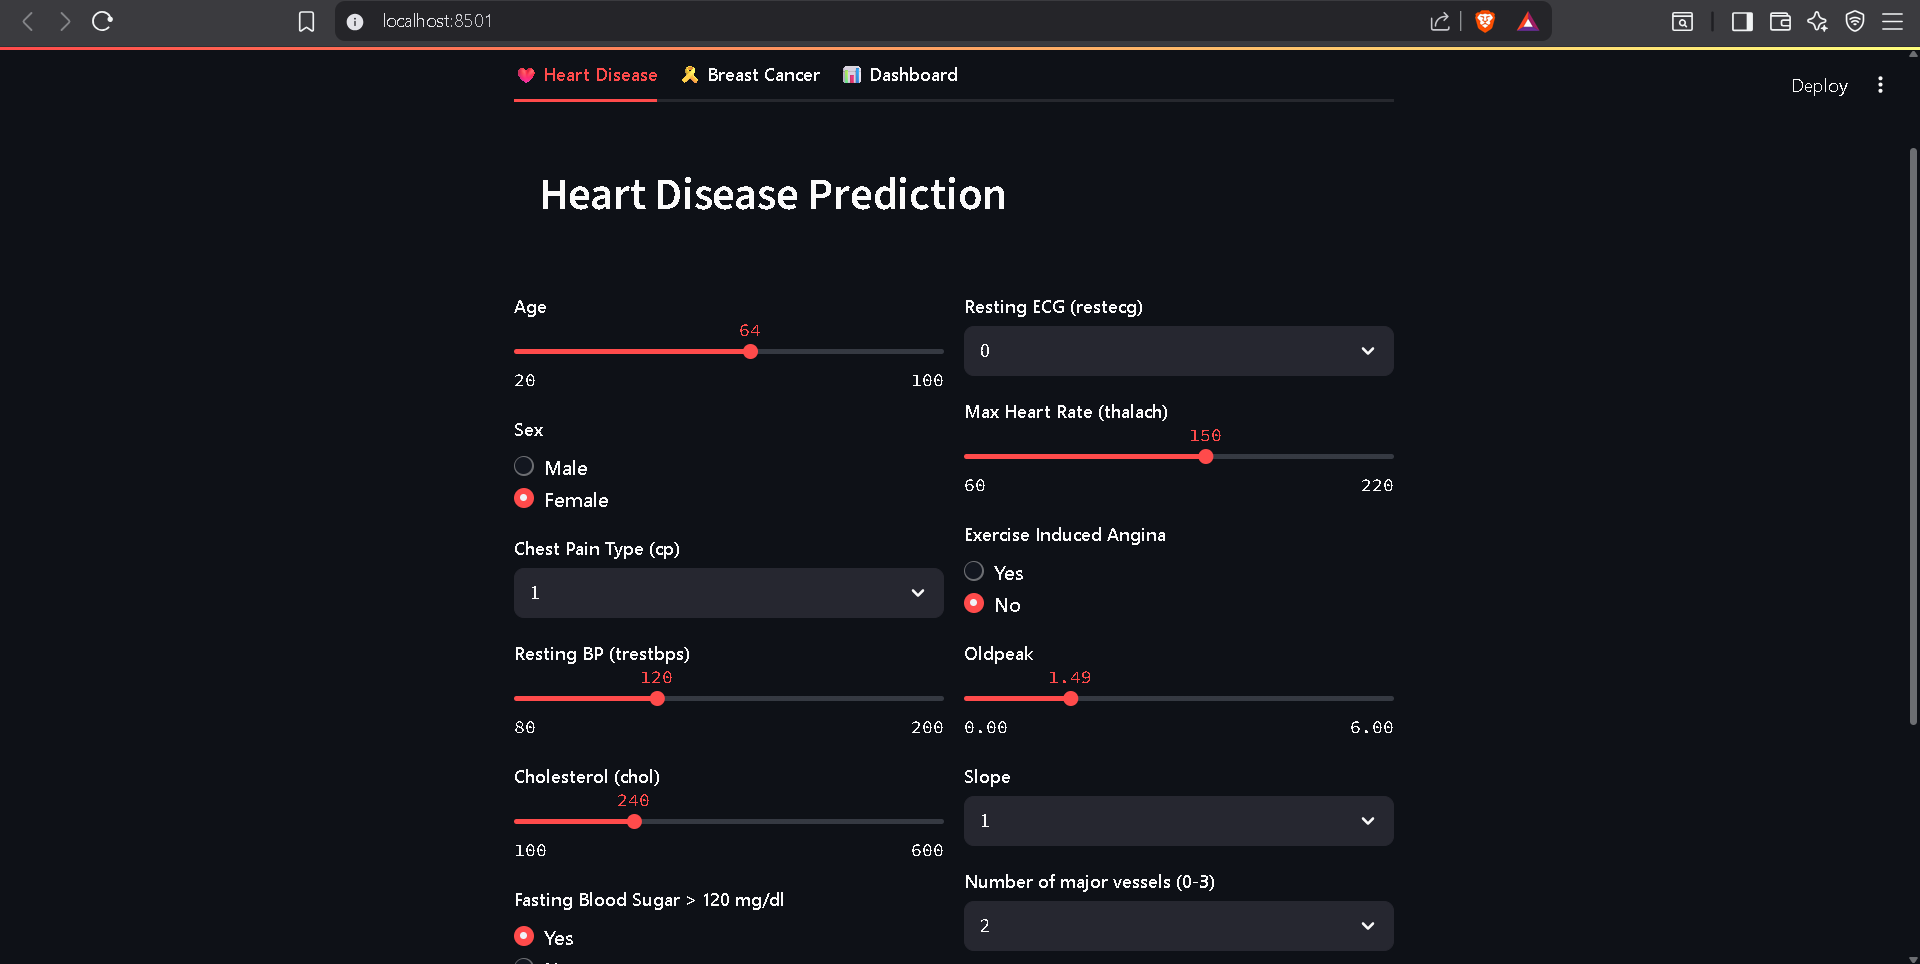 localhost:8501
Heart Disease
Breast Cancer
Dashboard
Deploy
Heart Disease Prediction
Age
64
20
100
Sex
Male
Female
Chest Pain Type (cp)
1
Resting BP (trestbps)
120
80
200
Cholesterol (chol)
240
100
600
Fasting Blood Sugar > 120 mg/dl
Yes
Resting ECG (restecg)
0
Max Heart Rate (thalach)
150
60
220
Exercise Induced Angina
Yes
No
Oldpeak
1.49
0.00
6.00
Slope
1
Number of major vessels (0-3)
2